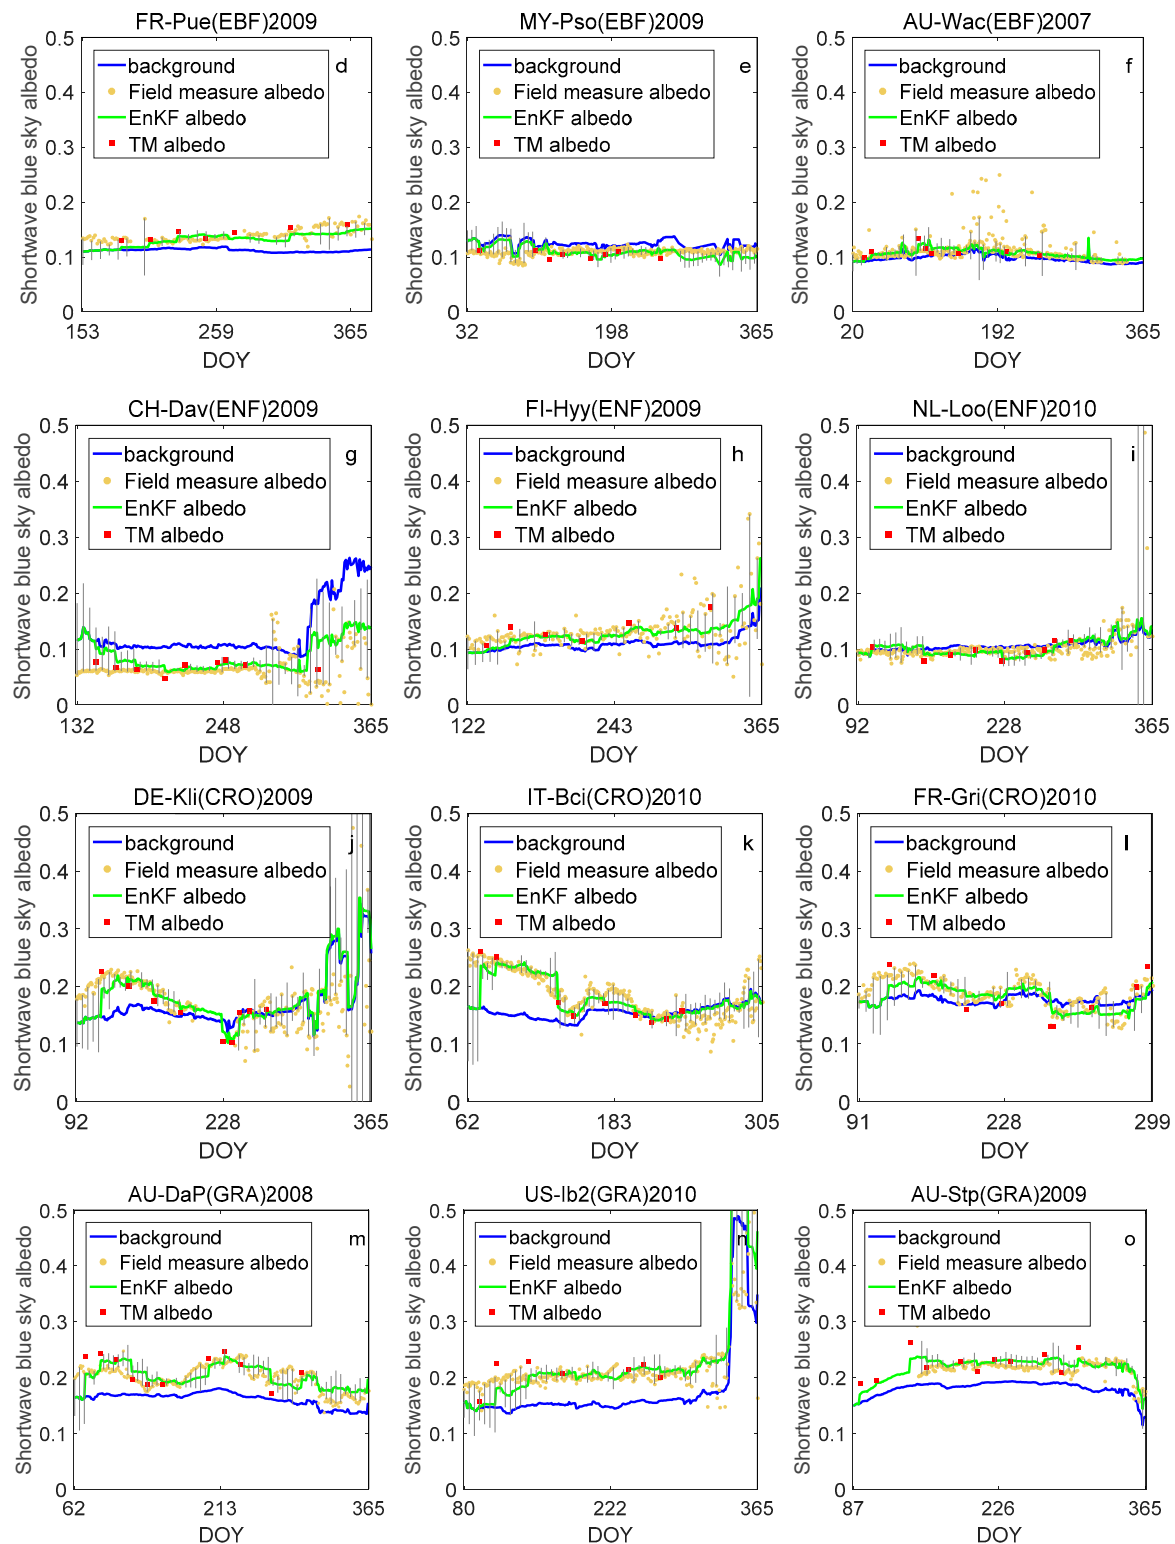 FR-Pue(EBF)2009
Shortwave blue sky albedo
0.5
0.4
0.3
0.2
0.1
0
background
Field measure albedo
EnKF albedo
TM albedo
d
153
259
365
DOY
MY-Pso(EBF)2009
Shortwave blue sky albedo
0.5
0.4
0.3
0.2
0.1
0
background
Field measure albedo
EnKF albedo
TM albedo
e
32
198
365
DOY
AU-Wac(EBF)2007
Shortwave blue sky albedo
0.5
0.4
0.3
0.2
0.1
0
background
Field measure albedo
EnKF albedo
TM albedo
f
20
192
365
DOY
CH-Dav(ENF)2009
Shortwave blue sky albedo
0.5
0.4
0.3
0.2
0.1
0
background
Field measure albedo
EnKF albedo
TM albedo
g
132
248
365
DOY
FI-Hyy(ENF)2009
Shortwave blue sky albedo
0.5
0.4
0.3
0.2
0.1
0
background
Field measure albedo
EnKF albedo
TM albedo
h
122
243
365
DOY
NL-Loo(ENF)2010
Shortwave blue sky albedo
0.5
0.4
0.3
0.2
0.1
0
background
Field measure albedo
EnKF albedo
TM albedo
i
92
228
365
DOY
DE-Kli(CRO)2009
Shortwave blue sky albedo
0.5
0.4
0.3
0.2
0.1
0
background
Field measure albedo
EnKF albedo
TM albedo
j
92
228
365
DOY
IT-Bci(CRO)2010
Shortwave blue sky albedo
0.5
0.4
0.3
0.2
0.1
0
background
Field measure albedo
EnKF albedo
TM albedo
k
62
183
305
DOY
FR-Gri(CRO)2010
Shortwave blue sky albedo
0.5
0.4
0.3
0.2
0.1
0
background
Field measure albedo
EnKF albedo
TM albedo
l
91
228
299
DOY
AU-DaP(GRA)2008
Shortwave blue sky albedo
0.5
0.4
0.3
0.2
0.1
0
background
Field measure albedo
EnKF albedo
TM albedo
m
62
213
365
DOY
US-Ib2(GRA)2010
Shortwave blue sky albedo
0.5
0.4
0.3
0.2
0.1
0
background
Field measure albedo
EnKF albedo
TM albedo
n
80
222
365
DOY
AU-Stp(GRA)2009
Shortwave blue sky albedo
0.5
0.4
0.3
0.2
0.1
0
background
Field measure albedo
EnKF albedo
TM albedo
o
87
226
365
DOY